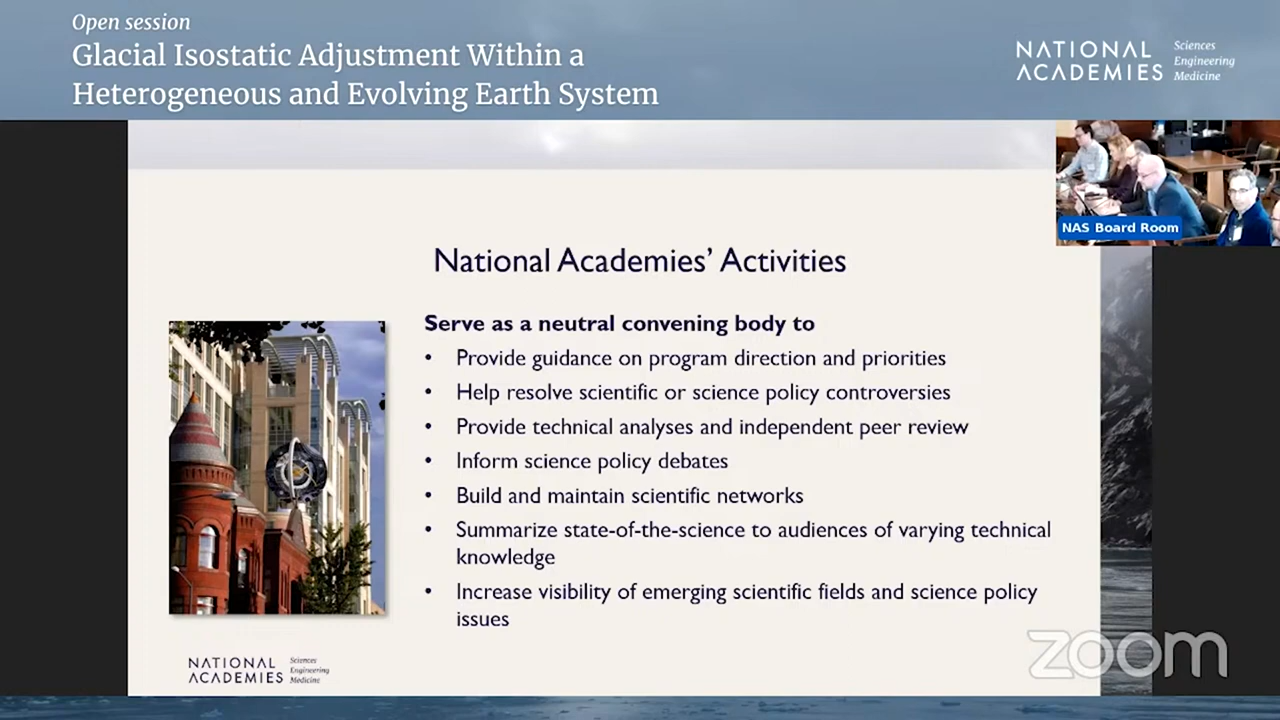 Open session
Glacial Isostatic Adjustment Within a
Heterogeneous and Evolving Earth System
NATIONAL
ACADEMIES
Sciences
Engineering
Medicine
NAS Board Room
National Academies’ Activities
Serve as a neutral convening body to
• Provide guidance on program direction and priorities
• Help resolve scientific or science policy controversies
• Provide technical analyses and independent peer review
• Inform science policy debates
• Build and maintain scientific networks
• Summarize state-of-the-science to audiences of varying technical
knowledge
• Increase visibility of emerging scientific fields and science policy
issues
NATIONAL
ACADEMIES
Sciences
Engineering
Medicine
zoom